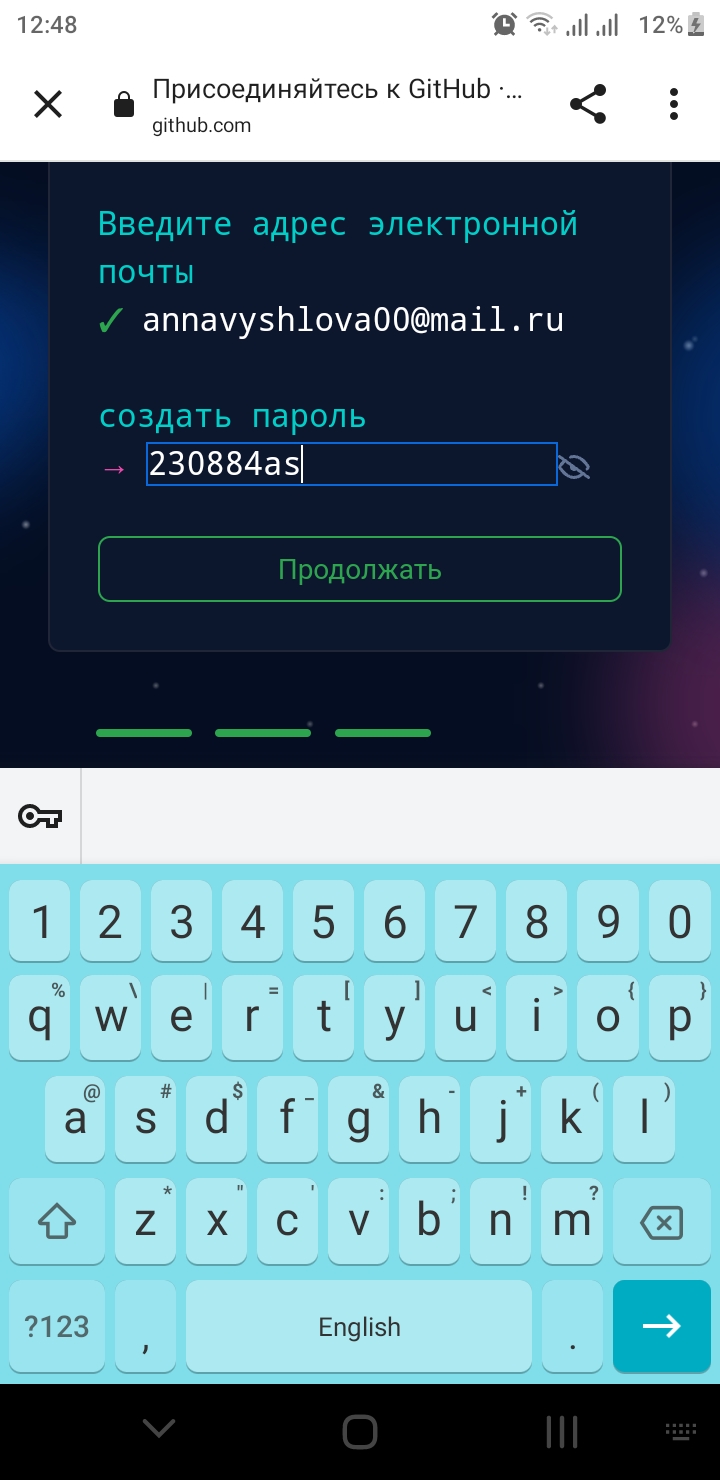 12:48 12%
Присоединяйтесь к GitHub ·...
github.com
Введите адрес электронной
почты
✓ annavyshlova00@mail.ru
создать пароль
→ 230884as
Продолжать
1 2 3 4 5 6 7 8 9 0
% \ | = [ ] < > { }
q w e r t y u i o p
@ # $ _ & - + ( )
a s d f g h j k l
* " ' : ; ! ?
z x c v b n m
?123 , English .